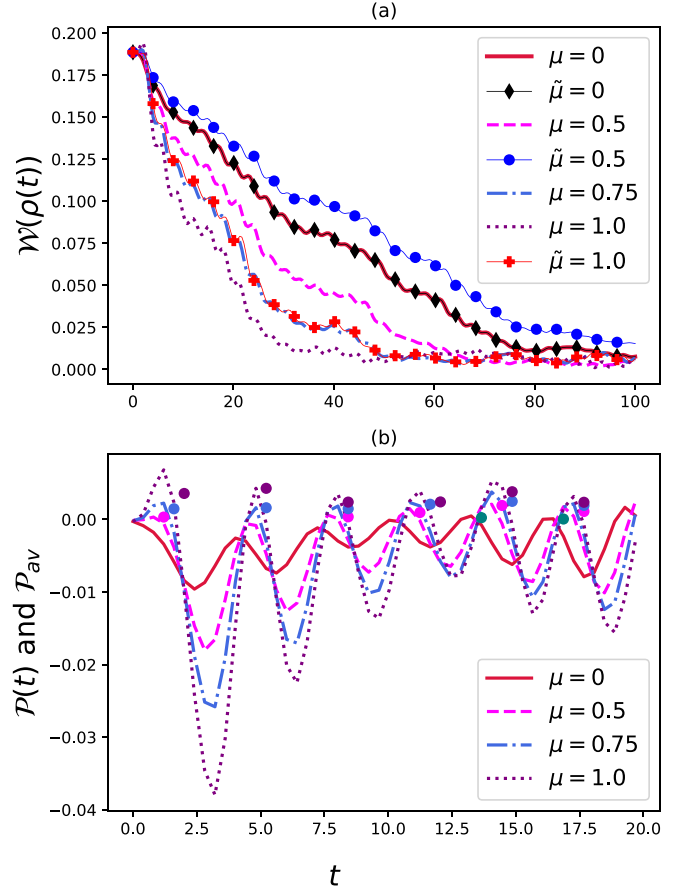 (a)
0.200
0.175
0.150
0.125
0.100
0.075
0.050
0.025
0.000
𝒲(ρ(t))
μ = 0
μ̃ = 0
μ = 0.5
μ̃ = 0.5
μ = 0.75
μ = 1.0
μ̃ = 1.0
0 20 40 60 80 100
(b)
0.00
−0.01
−0.02
−0.03
−0.04
𝒫(t) and 𝒫av
μ = 0
μ = 0.5
μ = 0.75
μ = 1.0
0.0 2.5 5.0 7.5 10.0 12.5 15.0 17.5 20.0
t